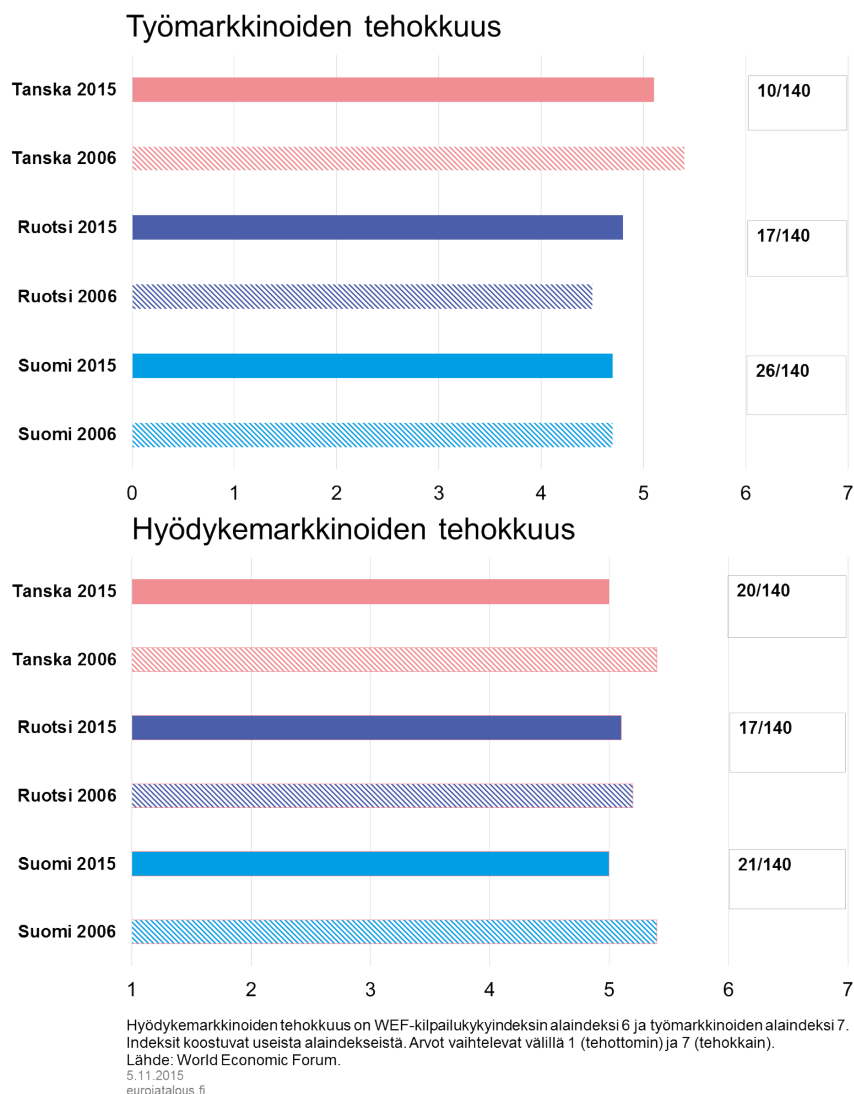 Työmarkkinoiden tehokkuus
Tanska 2015
10/140
Tanska 2006
Ruotsi 2015
17/140
Ruotsi 2006
Suomi 2015
26/140
Suomi 2006
0 1 2 3 4 5 6 7
Hyödykemarkkinoiden tehokkuus
Tanska 2015
20/140
Tanska 2006
Ruotsi 2015
17/140
Ruotsi 2006
Suomi 2015
21/140
Suomi 2006
1 2 3 4 5 6 7
Hyödykemarkkinoiden tehokkuus on WEF-kilpailukykyindeksin alaindeksi 6 ja työmarkkinoiden alaindeksi 7.
Indeksit koostuvat useista alaindekseistä. Arvot vaihtelevat välillä 1 (tehottomin) ja 7 (tehokkain).
Lähde: World Economic Forum.
5.11.2015
eurojatalous.fi